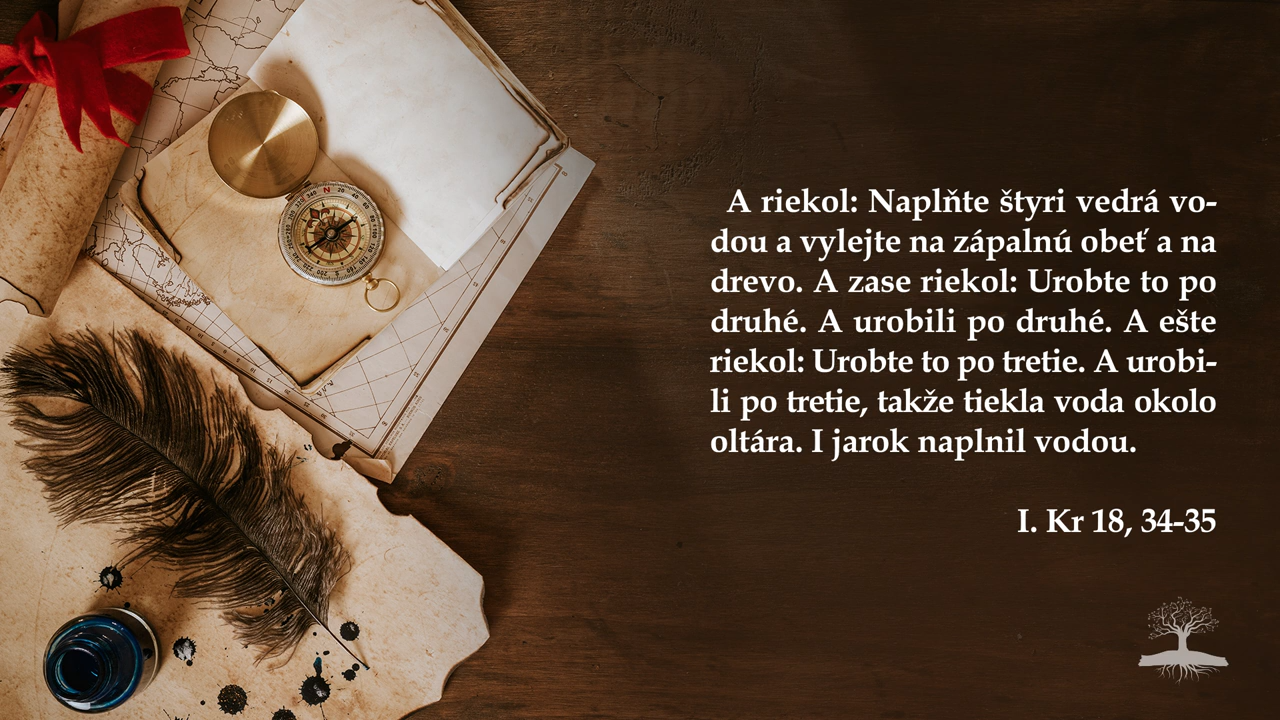 A riekol: Naplňte štyri vedrá vo-
dou a vylejte na zápalnú obeť a na
drevo. A zase riekol: Urobte to po
druhé. A urobili po druhé. A ešte
riekol: Urobte to po tretie. A urobi-
li po tretie, takže tiekla voda okolo
oltára. I jarok naplnil vodou.
I. Kr 18, 34-35